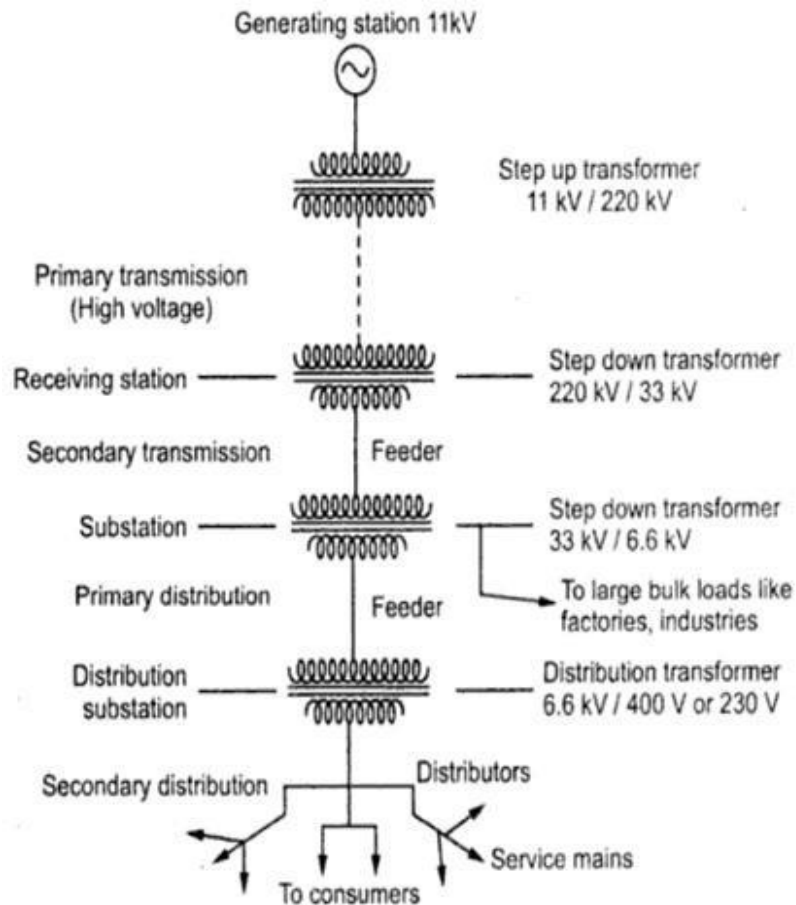 Generating station 11kV
Step up transformer
11 kV / 220 kV
Primary transmission
(High voltage)
Receiving station
Step down transformer
220 kV / 33 kV
Secondary transmission
Feeder
Substation
Step down transformer
33 kV / 6.6 kV
Primary distribution
Feeder
To large bulk loads like
factories, industries
Distribution
substation
Distribution transformer
6.6 kV / 400 V or 230 V
Secondary distribution
Distributors
Service mains
To consumers